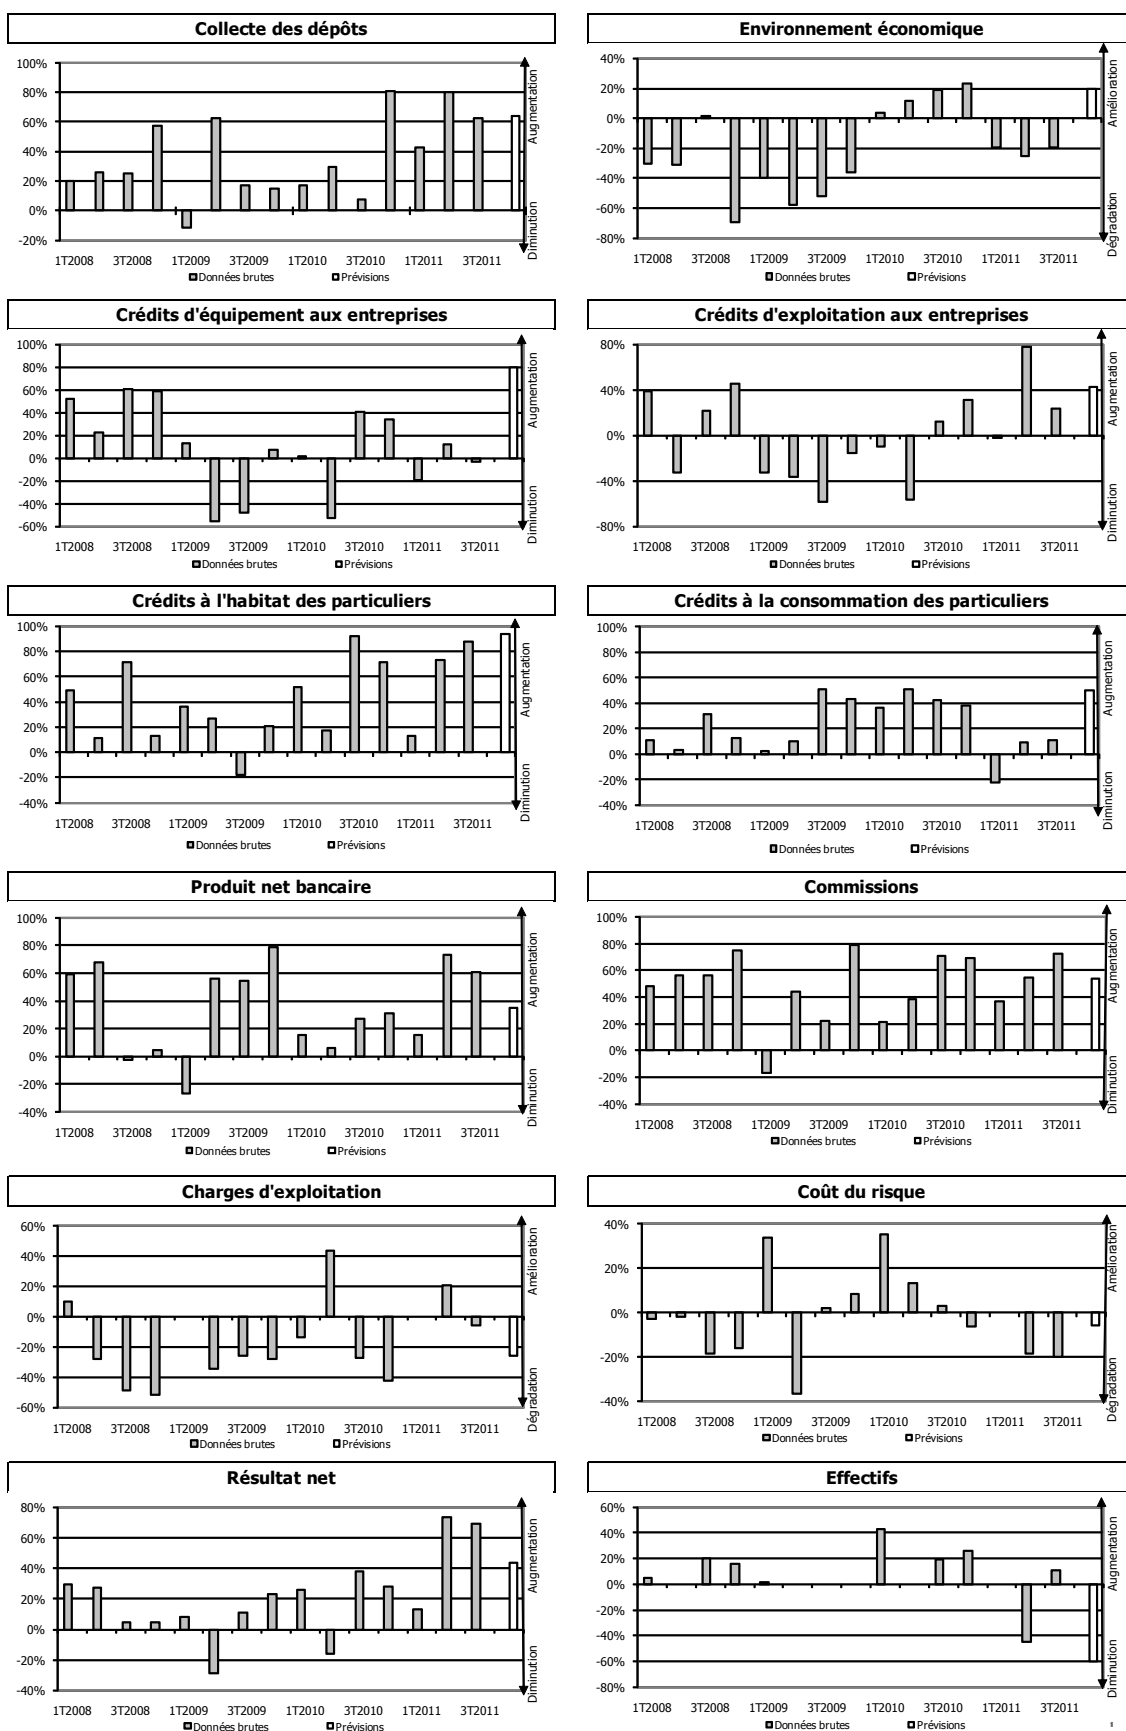 Collecte des dépôts
100%
80%
60%
40%
20%
0%
-20%
1T2008 3T2008 1T2009 3T2009 1T2010 3T2010 1T2011 3T2011
Données brutes Prévisions
Augmentation
Diminution
Environnement économique
40%
20%
0%
-20%
-40%
-60%
-80%
1T2008 3T2008 1T2009 3T2009 1T2010 3T2010 1T2011 3T2011
Données brutes Prévisions
Amélioration
Dégradation
Crédits d'équipement aux entreprises
100%
80%
60%
40%
20%
0%
-20%
-40%
-60%
1T2008 3T2008 1T2009 3T2009 1T2010 3T2010 1T2011 3T2011
Données brutes Prévisions
Augmentation
Diminution
Crédits d'exploitation aux entreprises
80%
40%
0%
-40%
-80%
1T2008 3T2008 1T2009 3T2009 1T2010 3T2010 1T2011 3T2011
Données brutes Prévisions
Augmentation
Diminution
Crédits à l'habitat des particuliers
100%
80%
60%
40%
20%
0%
-20%
-40%
1T2008 3T2008 1T2009 3T2009 1T2010 3T2010 1T2011 3T2011
Données brutes Prévisions
Augmentation
Diminution
Crédits à la consommation des particuliers
100%
80%
60%
40%
20%
0%
-20%
-40%
1T2008 3T2008 1T2009 3T2009 1T2010 3T2010 1T2011 3T2011
Données brutes Prévisions
Augmentation
Diminution
Produit net bancaire
100%
80%
60%
40%
20%
0%
-20%
-40%
1T2008 3T2008 1T2009 3T2009 1T2010 3T2010 1T2011 3T2011
Données brutes Prévisions
Augmentation
Diminution
Commissions
100%
80%
60%
40%
20%
0%
-20%
-40%
1T2008 3T2008 1T2009 3T2009 1T2010 3T2010 1T2011 3T2011
Données brutes Prévisions
Augmentation
Diminution
Charges d'exploitation
60%
40%
20%
0%
-20%
-40%
-60%
1T2008 3T2008 1T2009 3T2009 1T2010 3T2010 1T2011 3T2011
Données brutes Prévisions
Amélioration
Dégradation
Coût du risque
40%
20%
0%
-20%
-40%
1T2008 3T2008 1T2009 3T2009 1T2010 3T2010 1T2011 3T2011
Données brutes Prévisions
Amélioration
Dégradation
Résultat net
80%
60%
40%
20%
0%
-20%
-40%
1T2008 3T2008 1T2009 3T2009 1T2010 3T2010 1T2011 3T2011
Données brutes Prévisions
Augmentation
Diminution
Effectifs
60%
40%
20%
0%
-20%
-40%
-60%
-80%
1T2008 3T2008 1T2009 3T2009 1T2010 3T2010 1T2011 3T2011
Données brutes Prévisions
Augmentation
Diminution